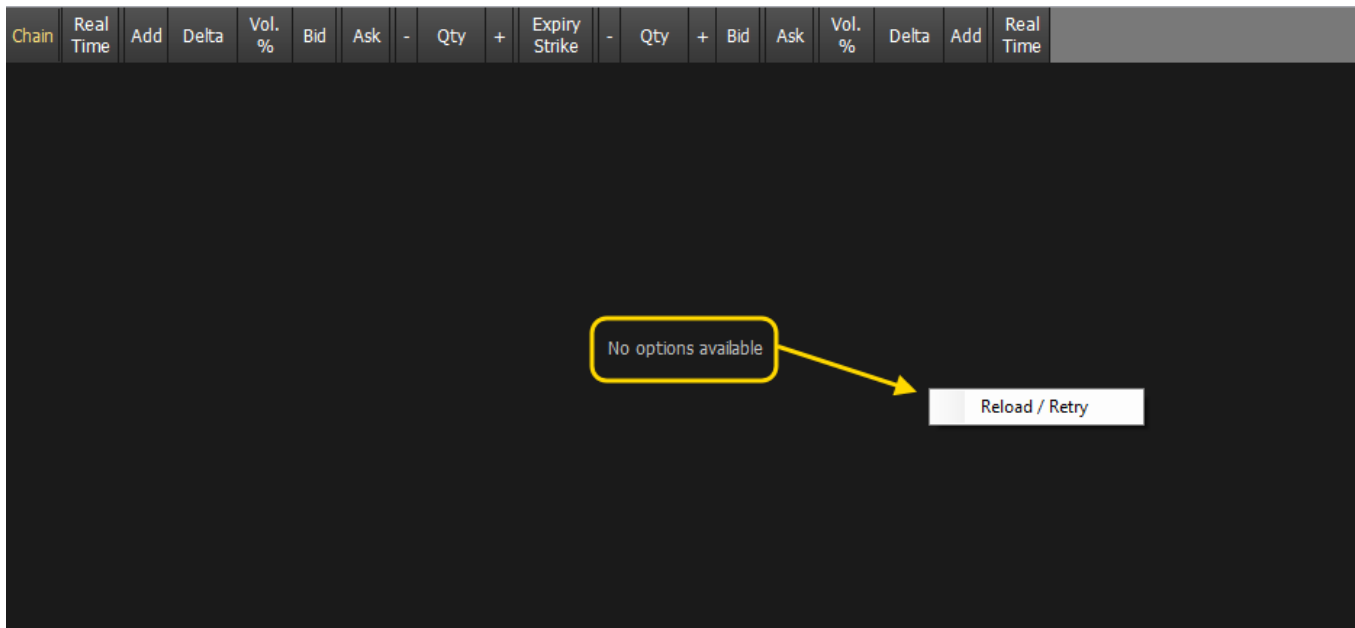 Chain Real Time Add Delta Vol. % Bid Ask - Qty + Expiry Strike - Qty + Bid Ask Vol. % Delta Add Real Time
No options available
Reload / Retry